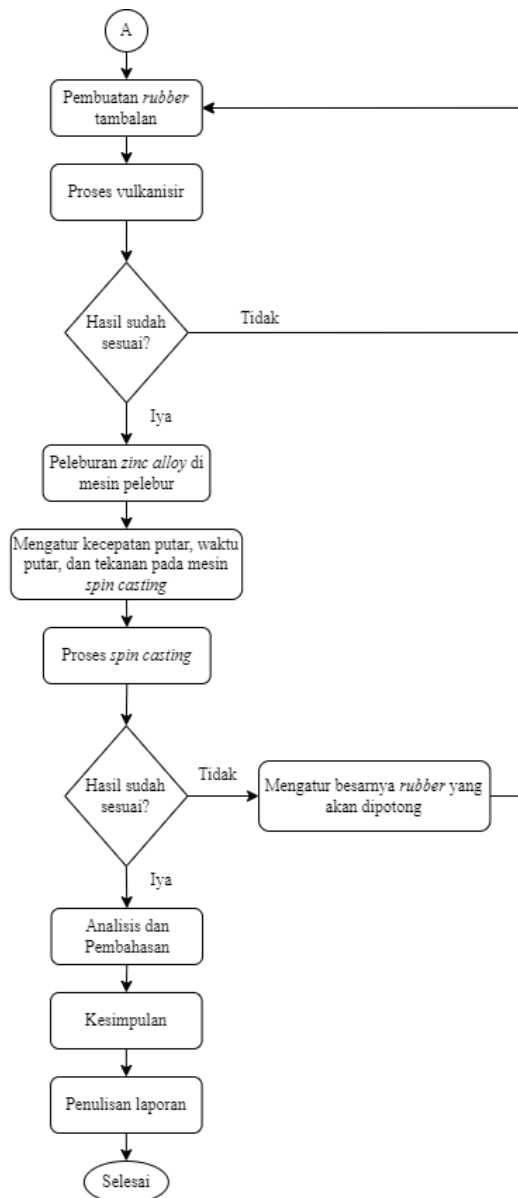 A
Pembuatan rubber
tambalan
Proses vulkanisir
Hasil sudah
sesuai?
Tidak
Iya
Peleburan zinc alloy di
mesin pelebur
Mengatur kecepatan putar, waktu
putar, dan tekanan pada mesin
spin casting
Proses spin casting
Hasil sudah
sesuai?
Tidak
Mengatur besarnya rubber yang
akan dipotong
Iya
Analisis dan
Pembahasan
Kesimpulan
Penulisan laporan
Selesai